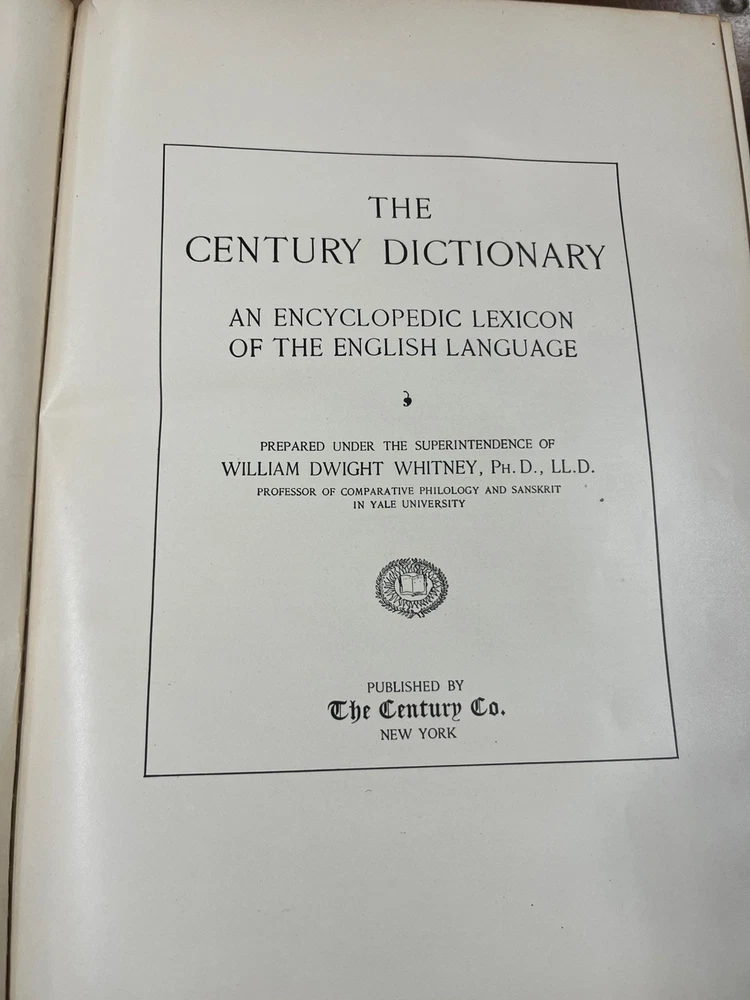 THE
CENTURY DICTIONARY
AN ENCYCLOPEDIC LEXICON
OF THE ENGLISH LANGUAGE
PREPARED UNDER THE SUPERINTENDENCE OF
WILLIAM DWIGHT WHITNEY, PH.D., LL.D.
PROFESSOR OF COMPARATIVE PHILOLOGY AND SANSKRIT
IN YALE UNIVERSITY
PUBLISHED BY
The Century Co.
NEW YORK